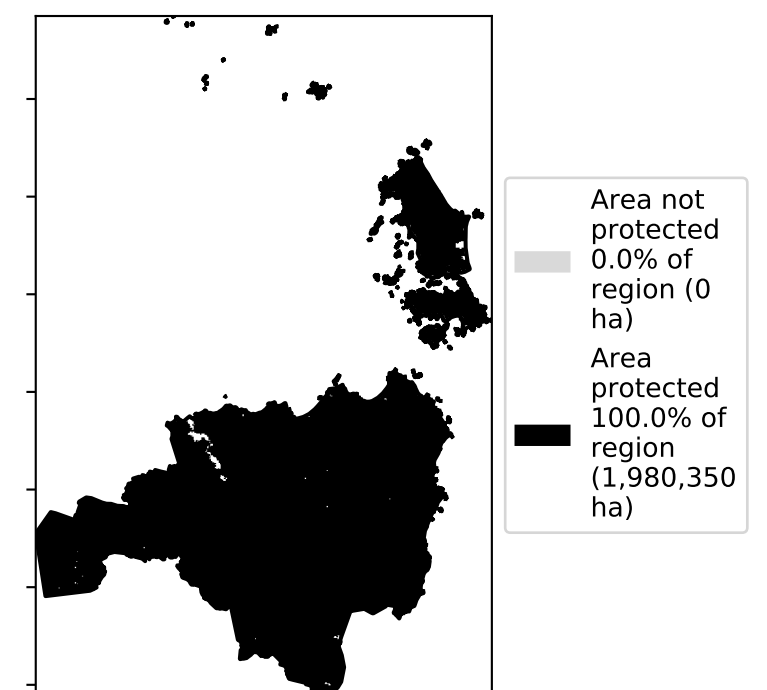 Area not
protected
0.0% of
region (0
ha)
Area
protected
100.0% of
region
(1,980,350
ha)